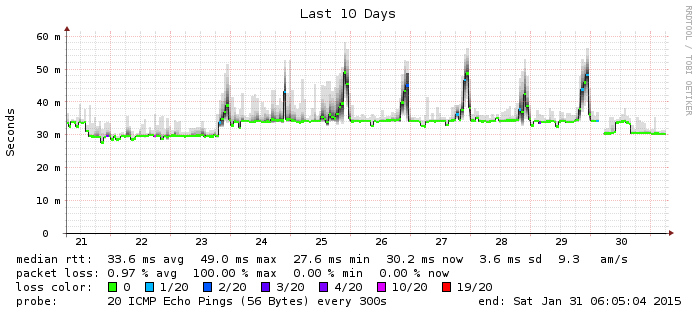 Last 10 Days
RRDTOOL / TOBI OETIKER
Seconds
60 m
50 m
40 m
30 m
20 m
10 m
0
21 22 23 24 25 26 27 28 29 30
median rtt: 33.6 ms avg 49.0 ms max 27.6 ms min 30.2 ms now 3.6 ms sd 9.3 am/s
packet loss: 0.97 % avg 100.00 % max 0.00 % min 0.00 % now
loss color: 0 1/20 2/20 3/20 4/20 10/20 19/20
probe: 20 ICMP Echo Pings (56 Bytes) every 300s end: Sat Jan 31 06:05:04 2015